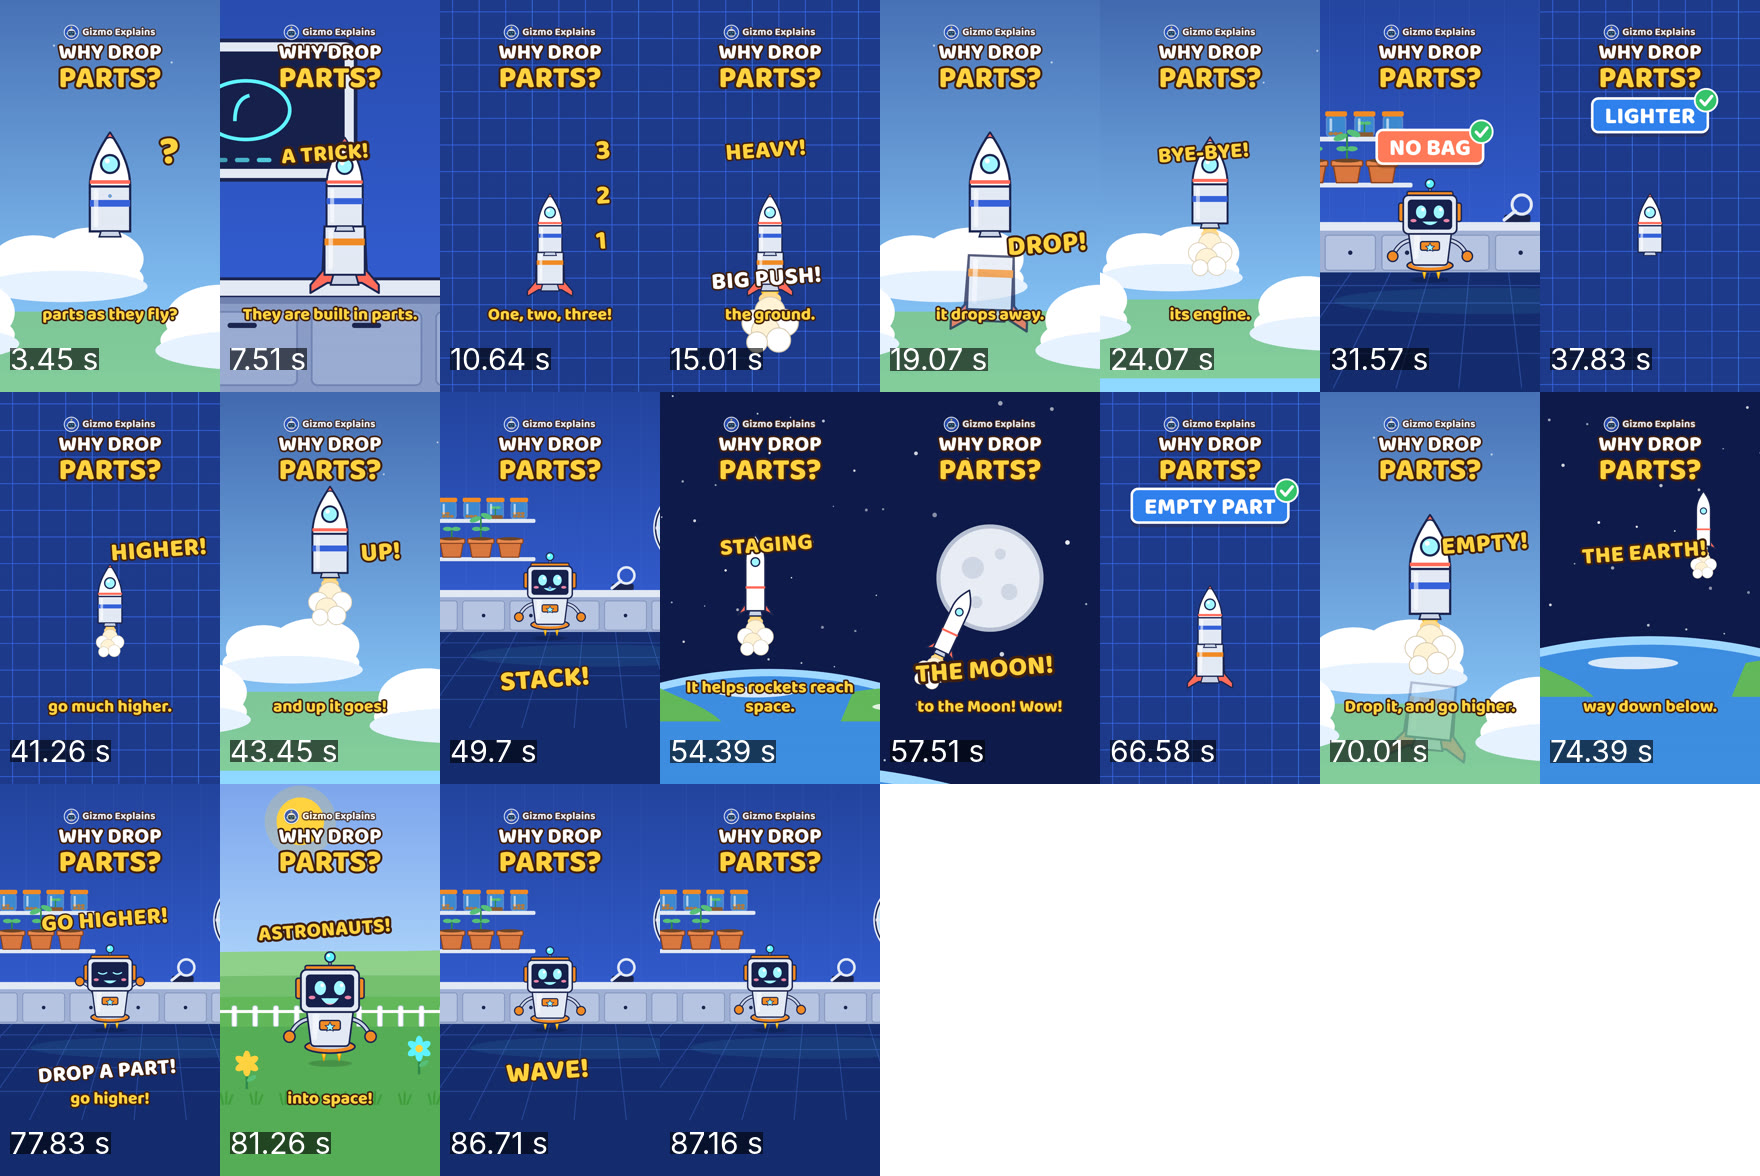 Gizmo Explains
WHY DROP
PARTS?
?
parts as they fly?
3.45 s
Gizmo Explains
WHY DROP
PARTS?
A TRICK!
They are built in parts.
7.51 s
Gizmo Explains
WHY DROP
PARTS?
3
2
1
One, two, three!
10.64 s
Gizmo Explains
WHY DROP
PARTS?
HEAVY!
BIG PUSH!
the ground.
15.01 s
Gizmo Explains
WHY DROP
PARTS?
DROP!
it drops away.
19.07 s
Gizmo Explains
WHY DROP
PARTS?
BYE-BYE!
its engine.
24.07 s
Gizmo Explains
WHY DROP
PARTS?
NO BAG
31.57 s
Gizmo Explains
WHY DROP
PARTS?
LIGHTER
37.83 s
Gizmo Explains
WHY DROP
PARTS?
HIGHER!
go much higher.
41.26 s
Gizmo Explains
WHY DROP
PARTS?
UP!
and up it goes!
43.45 s
Gizmo Explains
WHY DROP
PARTS?
STACK!
49.7 s
Gizmo Explains
WHY DROP
PARTS?
STAGING
It helps rockets reach
space.
54.39 s
Gizmo Explains
WHY DROP
PARTS?
THE MOON!
to the Moon! Wow!
57.51 s
Gizmo Explains
WHY DROP
PARTS?
EMPTY PART
66.58 s
Gizmo Explains
WHY DROP
PARTS?
EMPTY!
Drop it, and go higher.
70.01 s
Gizmo Explains
WHY DROP
PARTS?
THE EARTH!
way down below.
74.39 s
Gizmo Explains
WHY DROP
PARTS?
GO HIGHER!
DROP A PART!
go higher!
77.83 s
Gizmo Explains
WHY DROP
PARTS?
ASTRONAUTS!
into space!
81.26 s
Gizmo Explains
WHY DROP
PARTS?
WAVE!
86.71 s
Gizmo Explains
WHY DROP
PARTS?
87.16 s